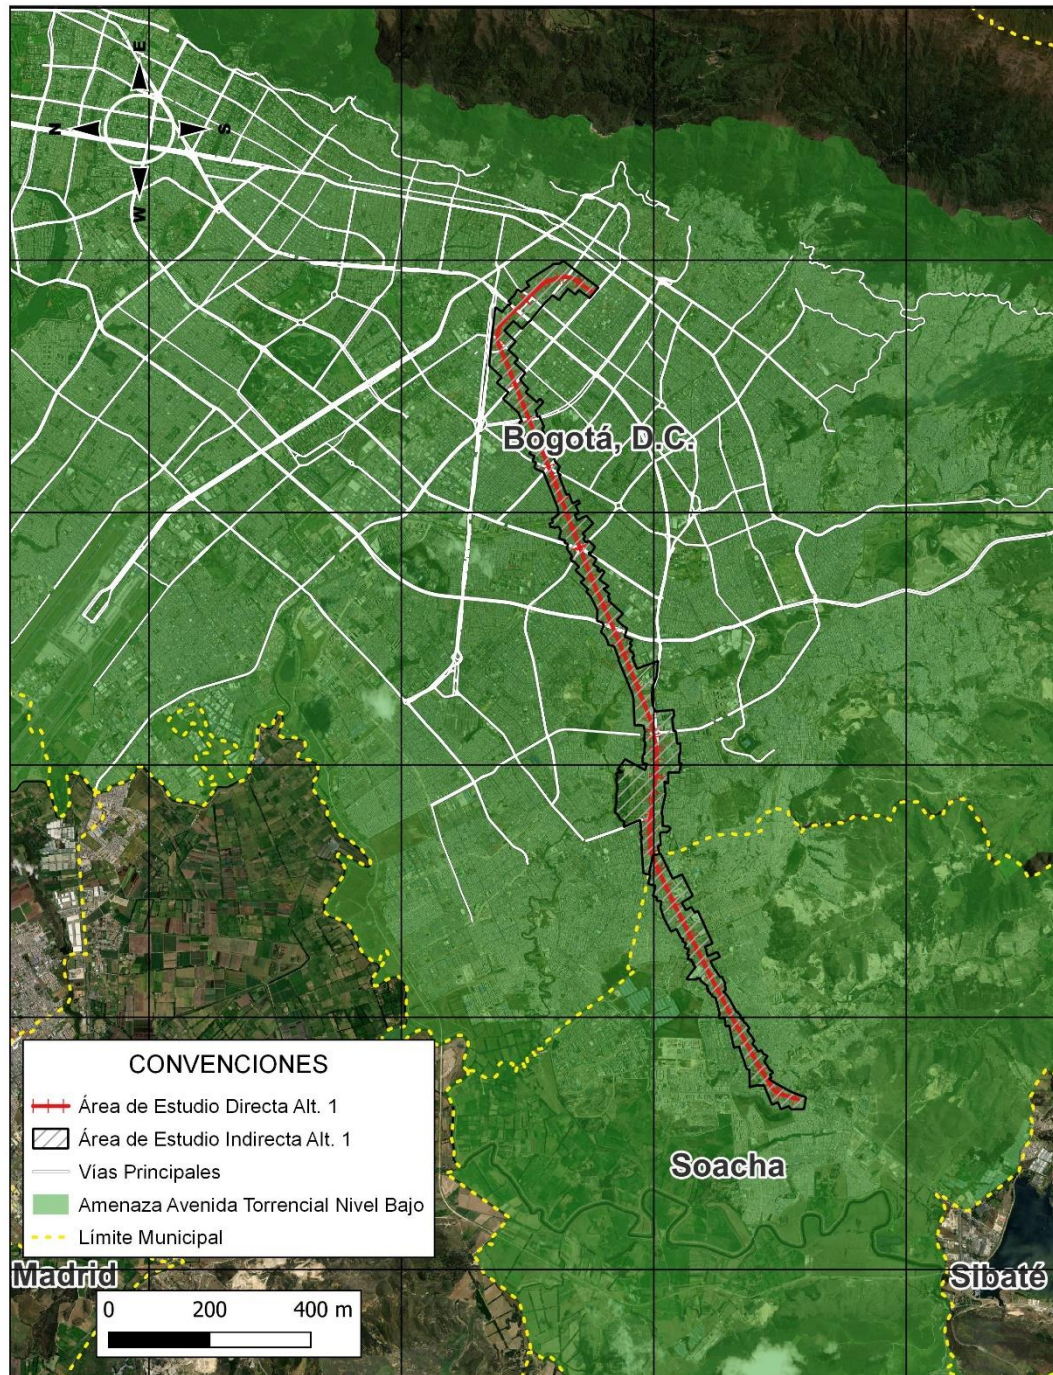 E
N
S
W
Bogotá, D.C.
CONVENCIONES
Área de Estudio Directa Alt. 1
Área de Estudio Indirecta Alt. 1
Vías Principales
Amenaza Avenida Torrencial Nivel Bajo
Límite Municipal
Soacha
Madrid
Sibaté
0 200 400 m